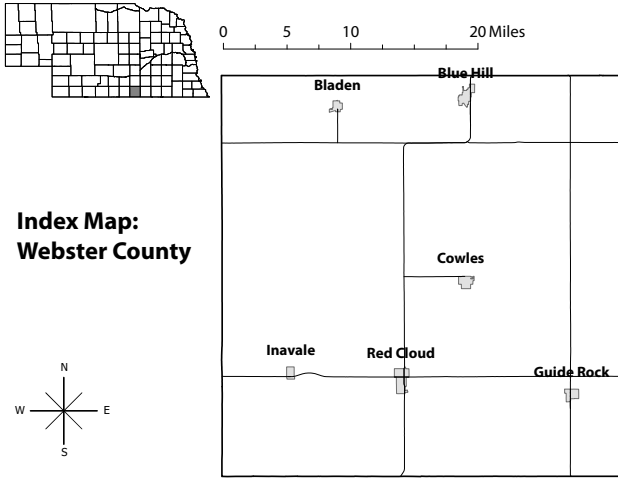 0 5 10 20 Miles
Blue Hill
Bladen
Index Map:
Webster County
Cowles
Inavale
Red Cloud
Guide Rock
N
W E
S